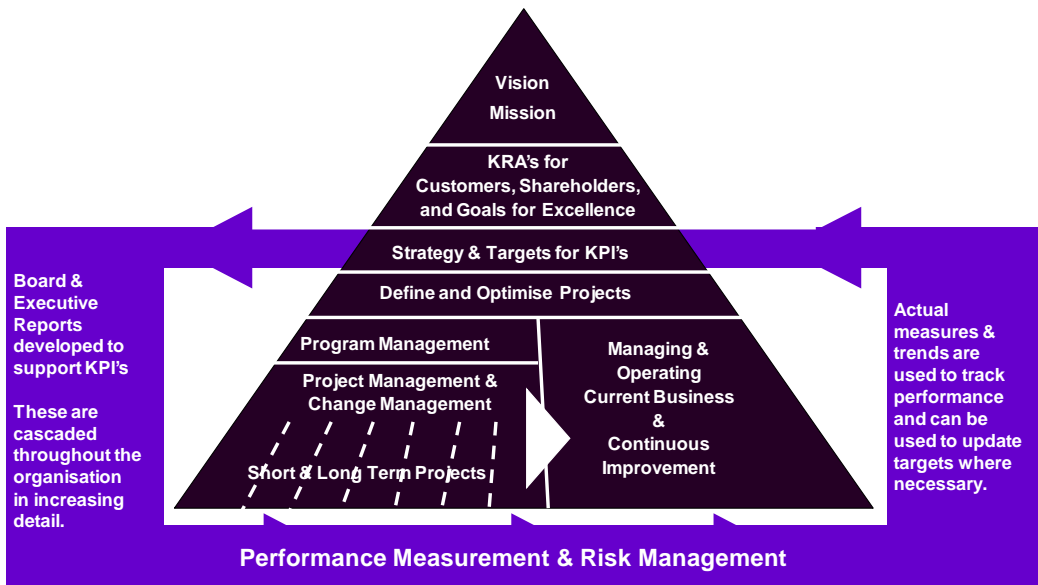 Vision
Mission
KRA's for
Customers, Shareholders,
and Goals for Excellence
Strategy & Targets for KPI's
Define and Optimise Projects
Program Management
Project Management &
Change Management
Short & Long Term Projects
Managing &
Operating
Current Business
&
Continuous
Improvement
Board &
Executive
Reports
developed to
support KPI's
These are
cascaded
throughout the
organisation
in increasing
detail.
Actual
measures &
trends are
used to track
performance
and can be
used to update
targets where
necessary.
Performance Measurement & Risk Management